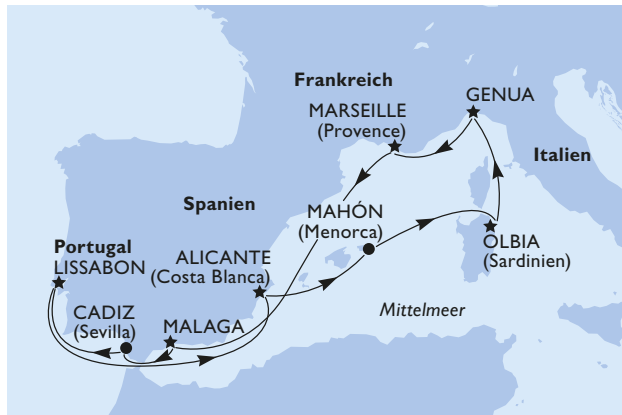 Frankreich
MARSEILLE
(Provence)
GENUA
Italien
Spanien
MAHÓN
(Menorca)
OLBIA
(Sardinien)
Portugal
LISSABON
ALICANTE
(Costa Blanca)
CADIZ
(Sevilla)
MALAGA
Mittelmeer